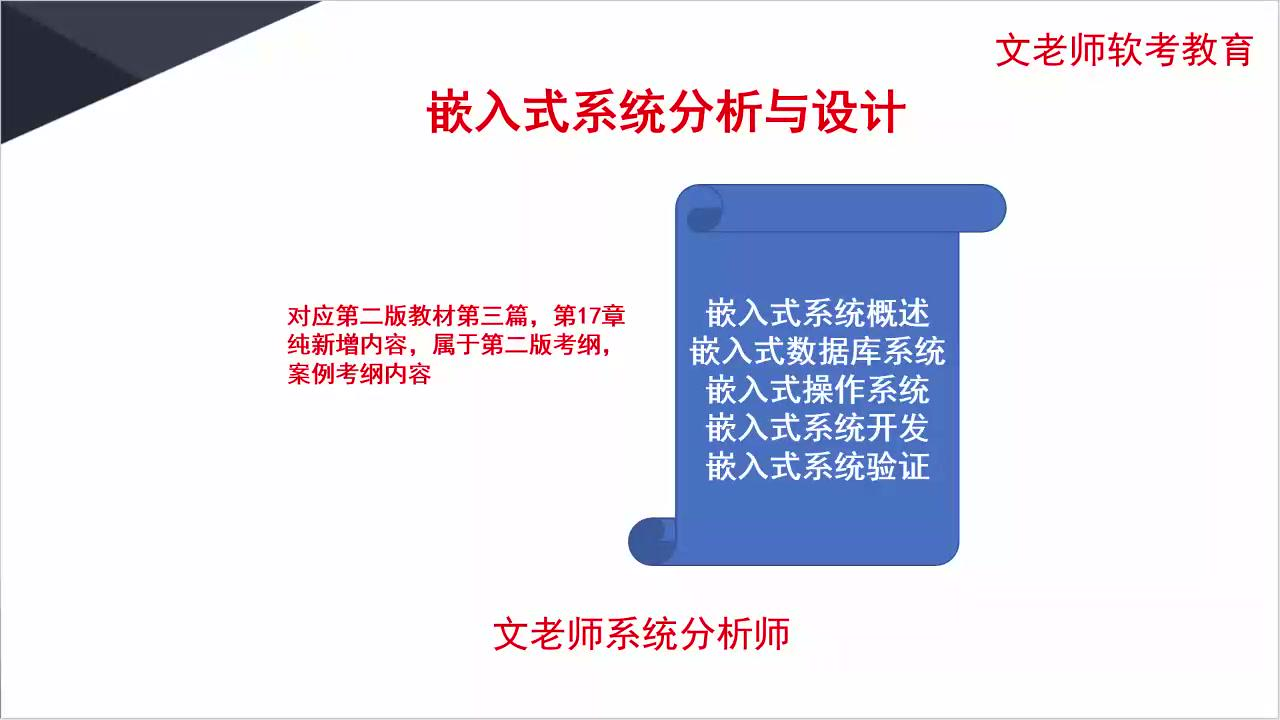 文老师软考教育
嵌入式系统分析与设计
对应第二版教材第三篇，第17章
纯新增内容，属于第二版考纲，
案例考纲内容
嵌入式系统概述
嵌入式数据库系统
嵌入式操作系统
嵌入式系统开发
嵌入式系统验证
文老师系统分析师